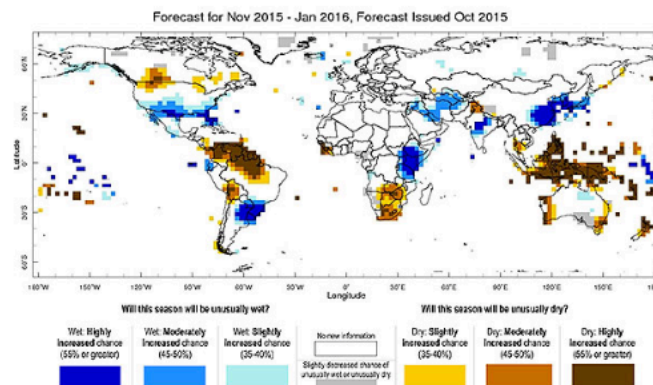 Forecast for Nov 2015 - Jan 2016, Forecast Issued Oct 2015
Latitude
60°N
30°N
0°
30°S
60°S
180°W 150°W 120°W 90°W 60°W 30°W 0° 30°E 60°E 90°E 120°E 150°E 180°
Longitude
Will this season will be unusually wet?
Will this season will be unusually dry?
Wet: Highly
increased chance
(55% or greater)
Wet: Moderately
increased chance
(45-50%)
Wet: Slightly
increased chance
(35-40%)
No new information
Slightly decreased chance of
unusually wet or unusually dry
Dry: Slightly
increased chance
(35-40%)
Dry: Moderately
increased chance
(45-50%)
Dry: Highly
increased chance
(55% or greater)